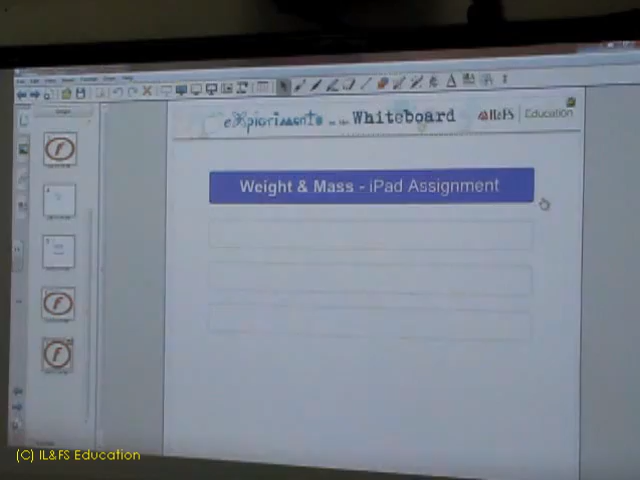 eXperiments on the Whiteboard
IL&FS Education
Weight & Mass - iPad Assignment
(C) IL&FS Education